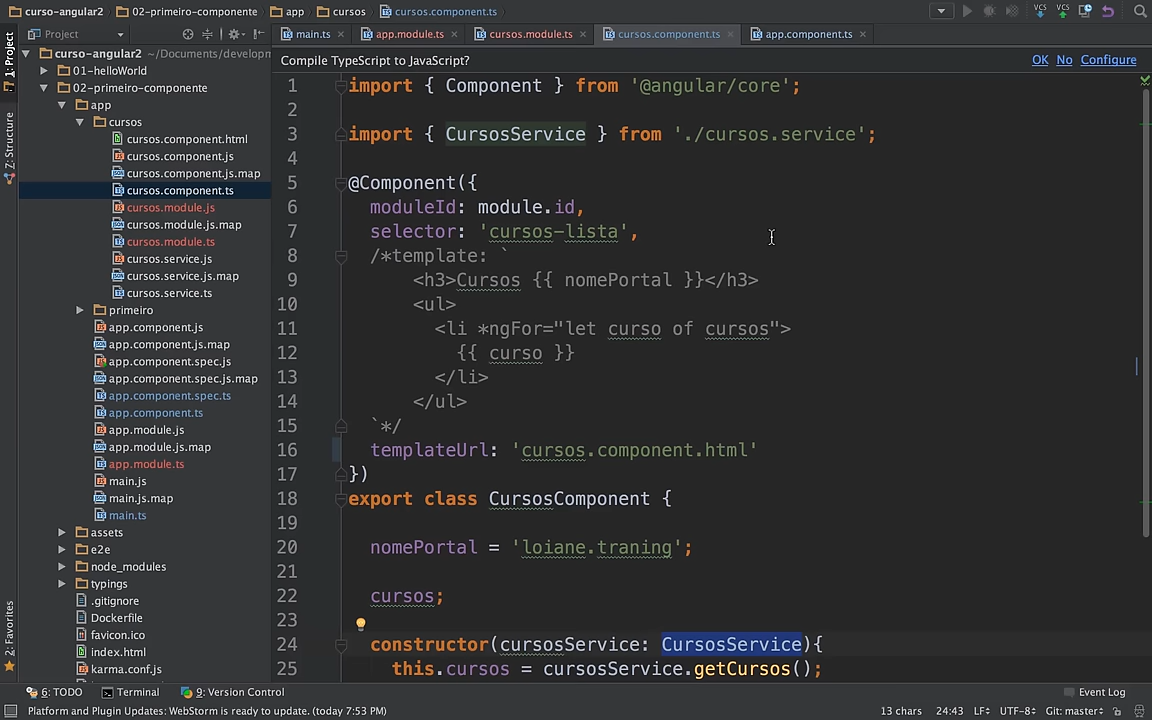 curso-angular2 02-primeiro-componente app cursos cursos.component.ts
VCS VCS
Project main.ts app.module.ts cursos.module.ts cursos.component.ts app.component.ts
1: Project
7: Structure
2: Favorites
curso-angular2 ~/Documents/developm
01-helloWorld
02-primeiro-componente
app
cursos
cursos.component.html
cursos.component.js
cursos.component.js.map
cursos.component.ts
cursos.module.js
cursos.module.js.map
cursos.module.ts
cursos.service.js
cursos.service.js.map
cursos.service.ts
primeiro
app.component.js
app.component.js.map
app.component.spec.js
app.component.spec.js.map
app.component.spec.ts
app.component.ts
app.module.js
app.module.js.map
app.module.ts
main.js
main.js.map
main.ts
assets
e2e
node_modules
typings
.gitignore
Dockerfile
favicon.ico
index.html
karma.conf.js
Compile TypeScript to JavaScript? OK No Configure
1 import { Component } from '@angular/core';
2
3 import { CursosService } from './cursos.service';
4
5 @Component({
6 moduleId: module.id,
7 selector: 'cursos-lista',
8 /*template: `
9 <h3>Cursos {{ nomePortal }}</h3>
10 <ul>
11 <li *ngFor="let curso of cursos">
12 {{ curso }}
13 </li>
14 </ul>
15 `*/
16 templateUrl: 'cursos.component.html'
17 })
18 export class CursosComponent {
19
20 nomePortal = 'loiane.traning';
21
22 cursos;
23
24 constructor(cursosService: CursosService){
25 this.cursos = cursosService.getCursos();
6: TODO Terminal 9: Version Control Event Log
Platform and Plugin Updates: WebStorm is ready to update. (today 7:53 PM) 13 chars 24:43 LF UTF-8 Git: master